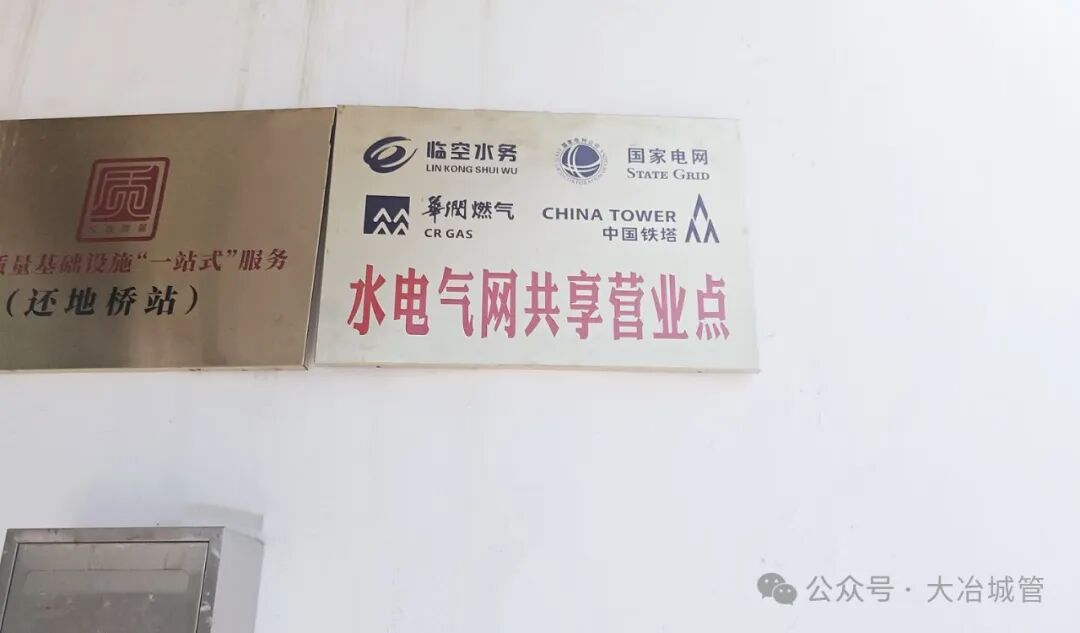 质
质量基础设施“一站式”服务
（还地桥站）
临空水务
LIN KONG SHUI WU
国家电网
STATE GRID
華潤燃气
CR GAS
CHINA TOWER
中国铁塔
水电气网共享营业点
公众号·大冶城管